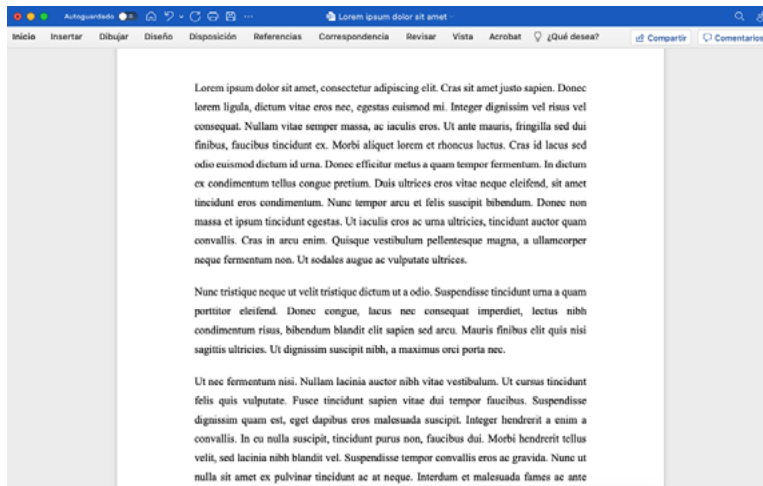 Autoguardado
Lorem ipsum dolor sit amet
Inicio Insertar Dibujar Diseño Disposición Referencias Correspondencia Revisar Vista Acrobat ¿Qué desea? Compartir Comentarios
Lorem ipsum dolor sit amet, consectetur adipiscing elit. Cras sit amet justo sapien. Donec
lorem ligula, dictum vitae eros nec, egestas euismod mi. Integer dignissim vel risus vel
consequat. Nullam vitae semper massa, ac iaculis eros. Ut ante mauris, fringilla sed dui
finibus, faucibus tincidunt ex. Morbi aliquet lorem et rhoncus luctus. Cras id lacus sed
odio euismod dictum id urna. Donec efficitur metus a quam tempor fermentum. In dictum
ex condimentum tellus congue pretium. Duis ultrices eros vitae neque eleifend, sit amet
tincidunt eros condimentum. Nunc tempor arcu et felis suscipit bibendum. Donec non
massa et ipsum tincidunt egestas. Ut iaculis eros ac urna ultricies, tincidunt auctor quam
convallis. Cras in arcu enim. Quisque vestibulum pellentesque magna, a ullamcorper
neque fermentum non. Ut sodales augue ac vulputate ultrices.
Nunc tristique neque ut velit tristique dictum ut a odio. Suspendisse tincidunt urna a quam
porttitor eleifend. Donec congue, lacus nec consequat imperdiet, lectus nibh
condimentum risus, bibendum blandit elit sapien sed arcu. Mauris finibus elit quis nisi
sagittis ultricies. Ut dignissim suscipit nibh, a maximus orci porta nec.
Ut nec fermentum nisi. Nullam lacinia auctor nibh vitae vestibulum. Ut cursus tincidunt
felis quis vulputate. Fusce tincidunt sapien vitae dui tempor faucibus. Suspendisse
dignissim quam est, eget dapibus eros malesuada suscipit. Integer hendrerit a enim a
convallis. In eu nulla suscipit, tincidunt purus non, faucibus dui. Morbi hendrerit tellus
velit, sed lacinia nibh blandit vel. Suspendisse tempor convallis eros ac gravida. Nunc ut
nulla sit amet ex pulvinar tincidunt ac at neque. Interdum et malesuada fames ac ante